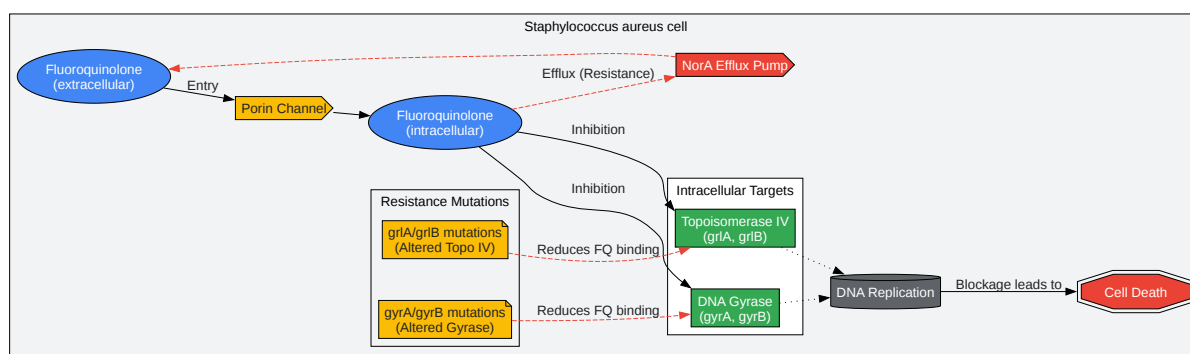 Staphylococcus aureus cell
Fluoroquinolone
(extracellular)
Entry
Porin Channel
Fluoroquinolone
(intracellular)
Efflux (Resistance)
NorA Efflux Pump
Inhibition
Inhibition
Resistance Mutations
grlA/grlB mutations
(Altered Topo IV)
gyrA/gyrB mutations
(Altered Gyrase)
Reduces FQ binding
Reduces FQ binding
Intracellular Targets
Topoisomerase IV
(grlA, grlB)
DNA Gyrase
(gyrA, gyrB)
DNA Replication
Blockage leads to
Cell Death